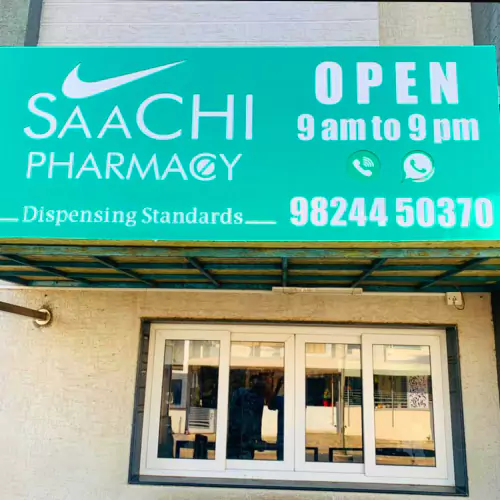 SAACHI
PHARMACY
Dispensing Standards
OPEN
9 am to 9 pm
98244 50370